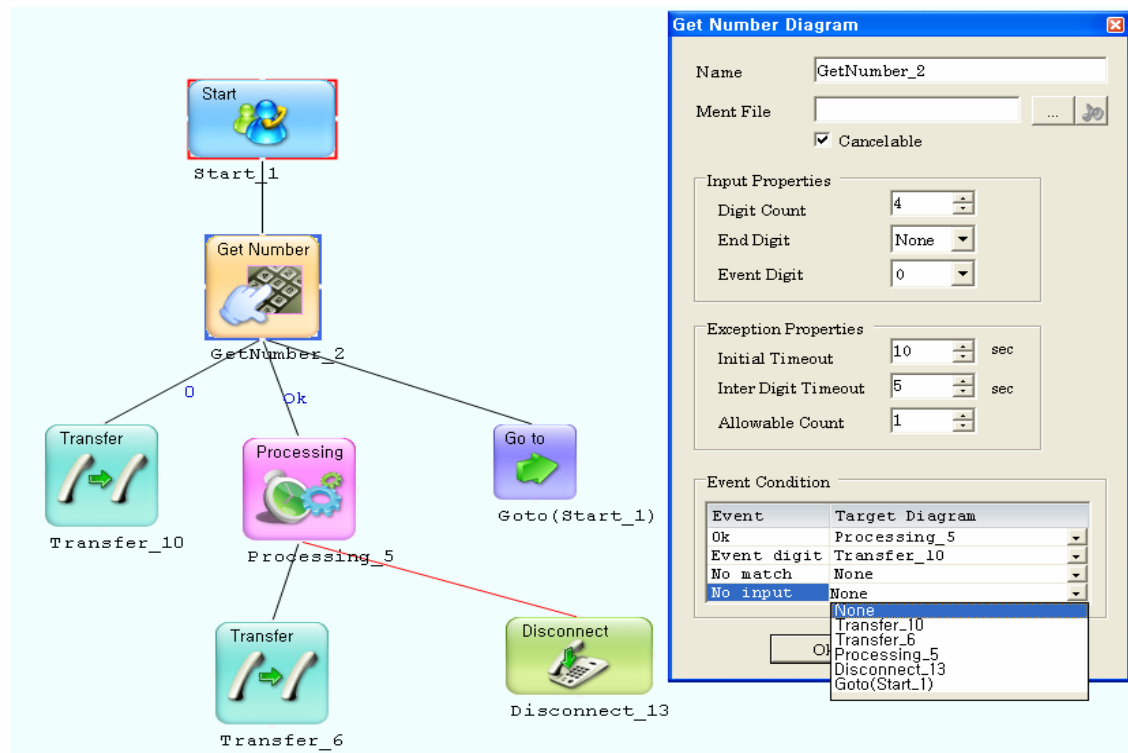 Start
Start_1
Get Number
GetNumber_2
0
Ok
Transfer
Transfer_10
Processing
Processing_5
Go to
Goto(Start_1)
Transfer
Transfer_6
Disconnect
Disconnect_13
Get Number Diagram
Name GetNumber_2
Ment File ...
Cancelable
Input Properties
Digit Count 4
End Digit None
Event Digit 0
Exception Properties
Initial Timeout 10 sec
Inter Digit Timeout 5 sec
Allowable Count 1
Event Condition
Event Target Diagram
Ok Processing_5
Event digit Transfer_10
No match None
No input None
None
Transfer_10
Transfer_6
Processing_5
Disconnect_13
Goto(Start_1)